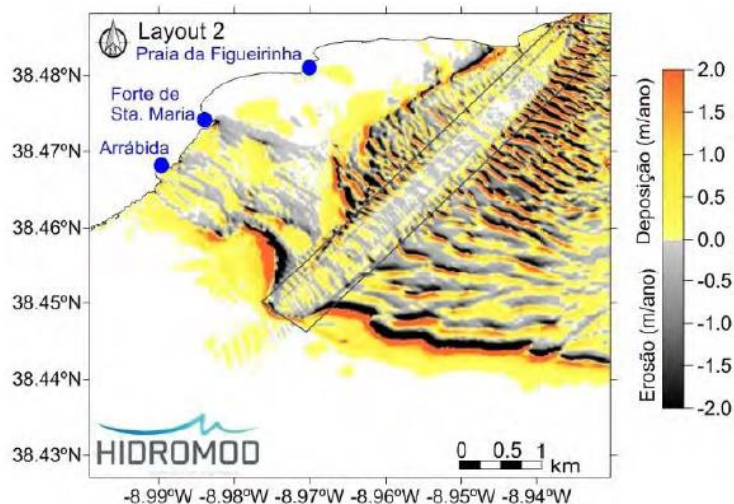 Layout 2
Praia da Figueirinha
Forte de
Sta. Maria
Arrábida
38.48°N
38.47°N
38.46°N
38.45°N
38.44°N
38.43°N
-8.99°W -8.98°W -8.97°W -8.96°W -8.95°W -8.94°W
HIDROMOD
0 0.5 1
km
2.0
1.5
1.0
0.5
0.0
-0.5
-1.0
-1.5
-2.0
Deposição (m/ano)
Erosão (m/ano)